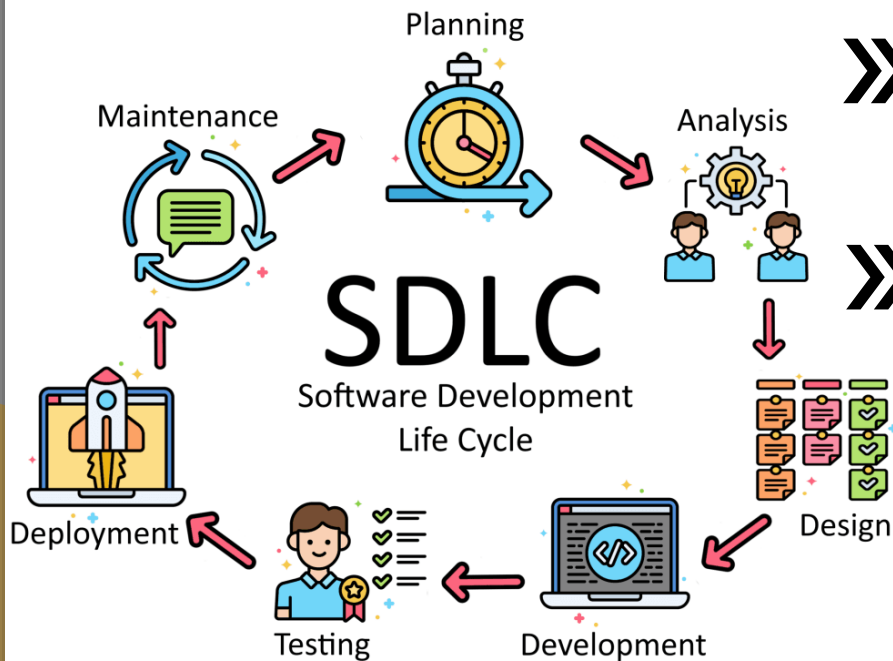 Planning
Maintenance
Analysis
SDLC
Software Development
Life Cycle
Deployment
Design
</>
Testing
Development